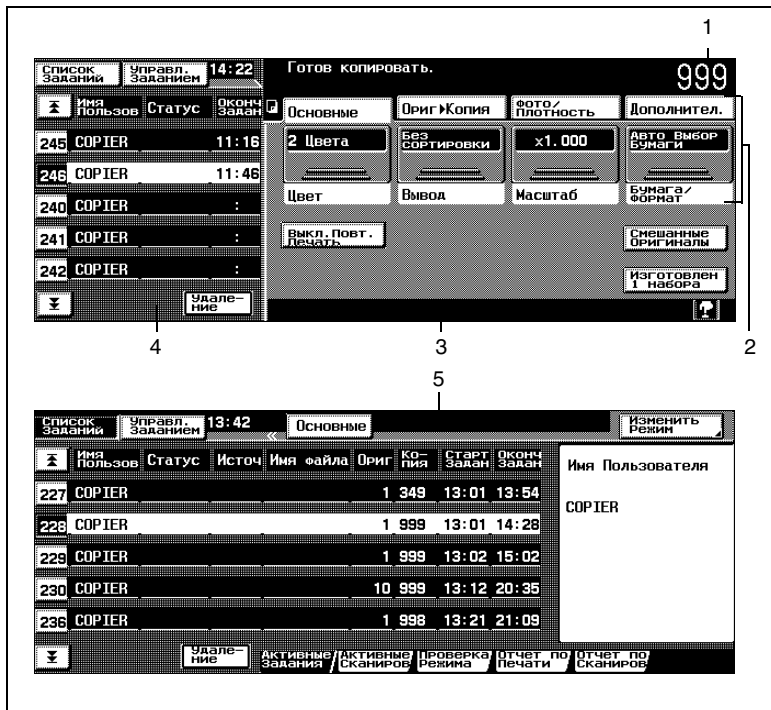 1
Список Заданий
Управл. Заданием
14:22
Готов копировать.
999
Имя Пользов
Статус
Оконч Задан
Основные
Ориг▶Копия
Фото/ Плотность
Дополнител.
245 COPIER 11:16
246 COPIER 11:46
240 COPIER :
241 COPIER :
242 COPIER :
2 Цвета
Без сортировки
x1.000
Авто Выбор Бумаги
Цвет
Вывод
Масштаб
Бумага/ Формат
Выкл.Повт. Печать
Смешанные Оригиналы
Изготовлен 1 набора
Удале- ние
4
3
2
5
Список Заданий
Управл. Заданием
13:42
«
Основные
Изменить Режим
Имя Пользов
Статус
Источ
Имя файла
Ориг
Ко- пия
Старт Задан
Оконч Задан
227 COPIER 1 349 13:01 13:54
228 COPIER 1 999 13:01 14:28
229 COPIER 1 999 13:02 15:02
230 COPIER 10 999 13:12 20:35
236 COPIER 1 998 13:21 21:09
Имя Пользователя
COPIER
Удале- ние
Активные Задания
Активные Сканиров
Проверка Режима
Отчет по Печати
Отчет по Сканиров